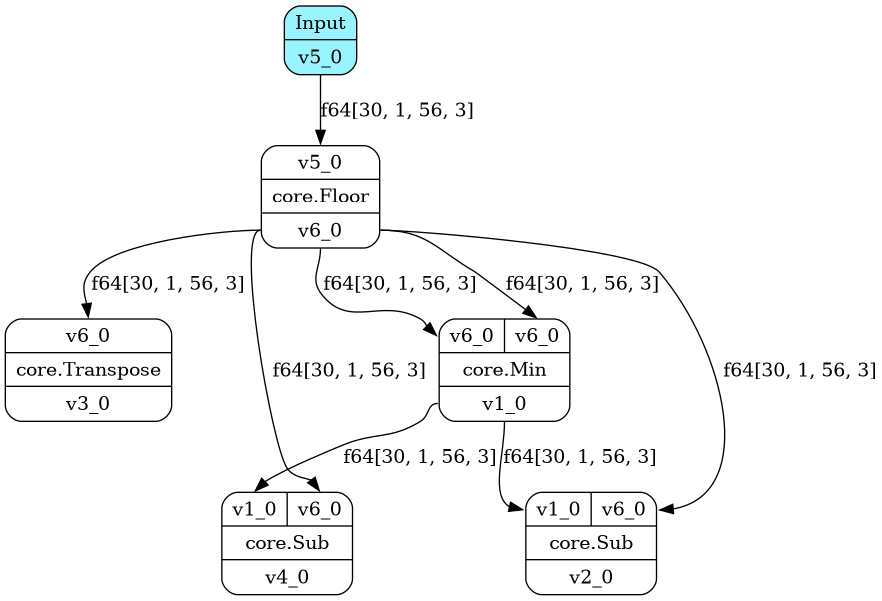 Input
v5_0
f64[30, 1, 56, 3]
v5_0
core.Floor
v6_0
f64[30, 1, 56, 3]
f64[30, 1, 56, 3]
f64[30, 1, 56, 3]
v6_0
core.Transpose
v3_0
f64[30, 1, 56, 3]
v6_0 v6_0
core.Min
v1_0
f64[30, 1, 56, 3]
f64[30, 1, 56, 3]
f64[30, 1, 56, 3]
v1_0 v6_0
core.Sub
v4_0
v1_0 v6_0
core.Sub
v2_0